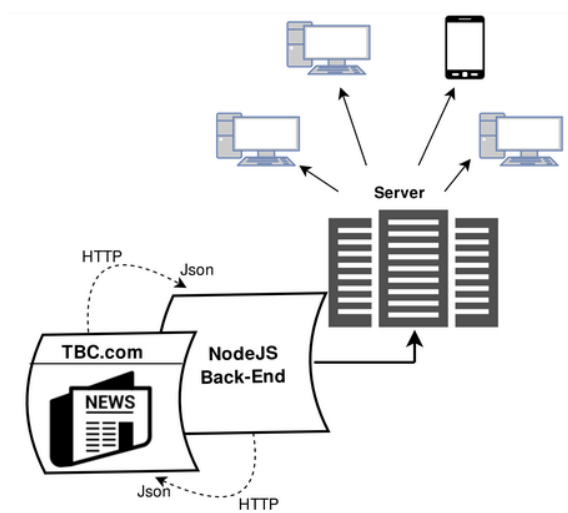 Server
HTTP
Json
TBC.com
NodeJS
Back-End
NEWS
Json
HTTP